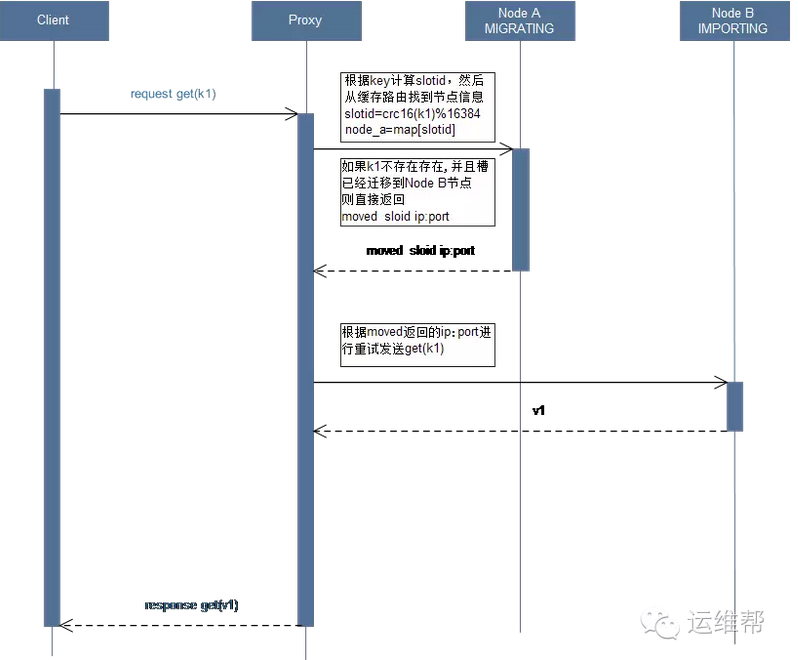 Client
Proxy
Node A
MIGRATING
Node B
IMPORTING
request get(k1)
根据key计算slotid，然后
从缓存路由找到节点信息
slotid=crc16(k1)%16384
node_a=map[slotid]
如果k1不存在存在,并且槽
已经迁移到Node B节点
则直接返回
moved sloid ip:port
moved sloid ip:port
根据moved返回的ip:port进
行重试发送get(k1)
v1
response get(v1)
运维帮